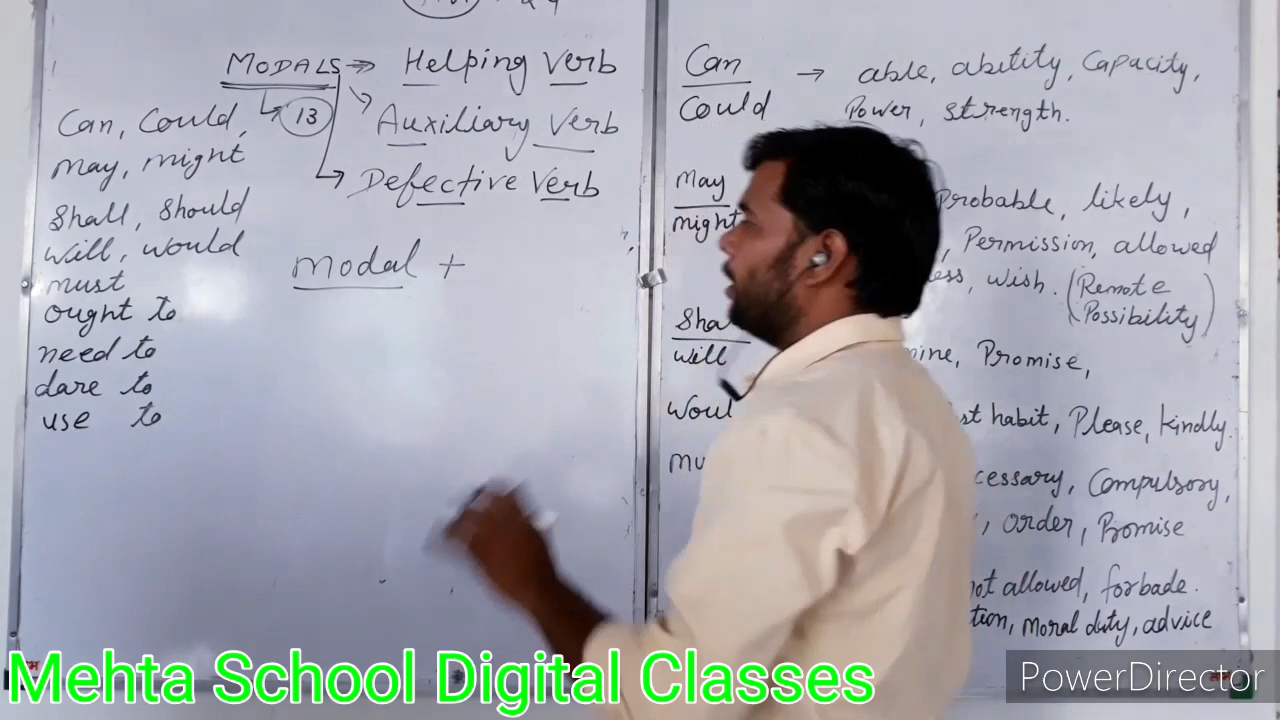 MODALS → Helping Verb
13
Auxiliary Verb
Defective Verb
Can, Could,
may, might
Shall, Should
will, would
must
ought to
need to
dare to
use to
modal +
Can → able, abitity, Capacity,
Could Power, strength.
May Probable, likely,
might Permission, allowed
wish. (Remote
Possibility)
will Promise,
habit, Please, kindly.
Compulsory,
order, Promise
not allowed, forbade.
moral duty, advice
Mehta School Digital Classes
PowerDirector